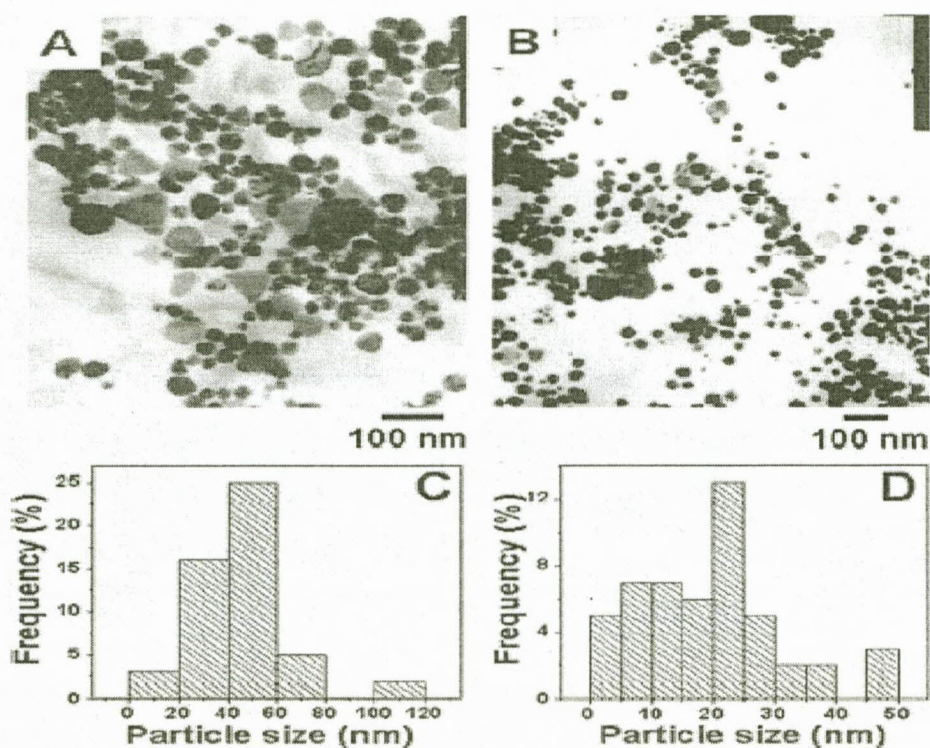 A B
100 nm 100 nm
C D
Frequency (%)
25
20
15
10
5
0
0 20 40 60 80 100 120
Particle size (nm)
Frequency (%)
12
8
4
0
0 10 20 30 40 50
Particle size (nm)